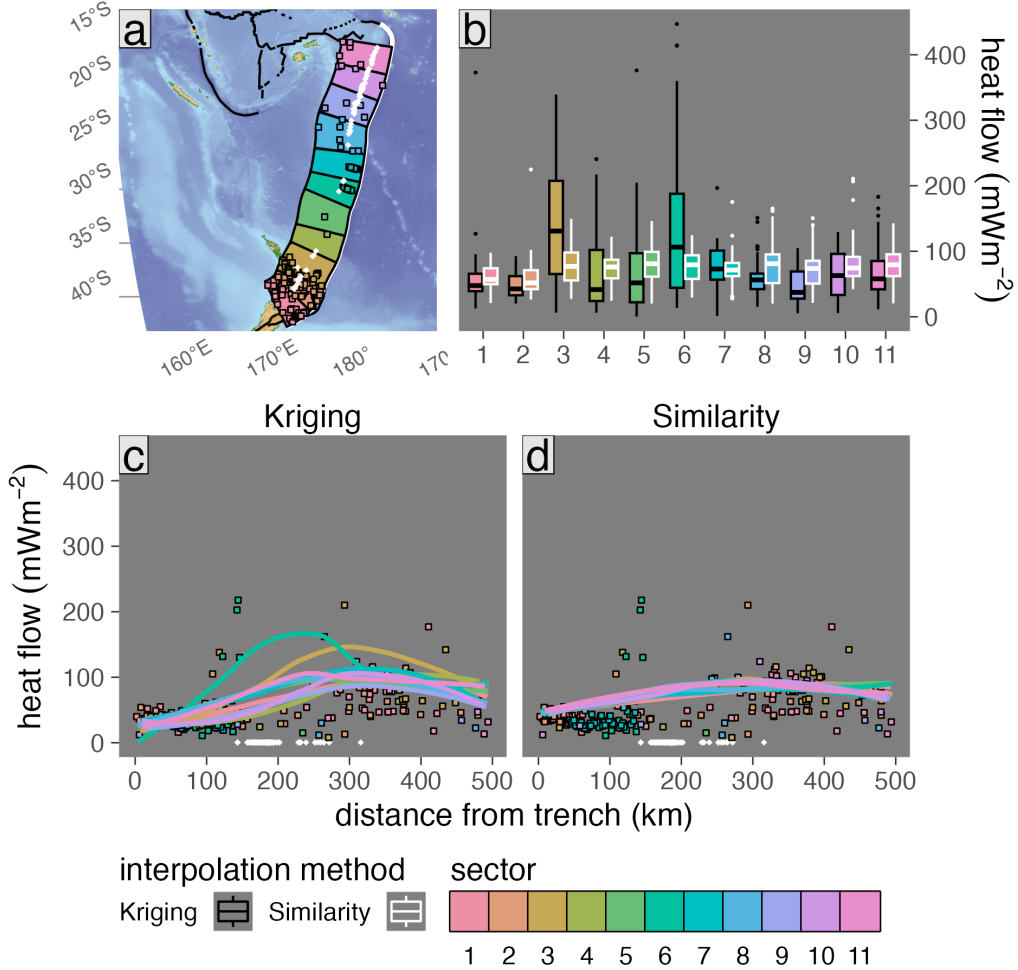 a
b
15°S
20°S
25°S
30°S
35°S
40°S
160°E
170°E
180°
170
400
300
200
100
0
heat flow (mWm⁻²)
1 2 3 4 5 6 7 8 9 10 11
Kriging
Similarity
c
d
400
300
200
100
0
heat flow (mWm⁻²)
0 100 200 300 400 500
0 100 200 300 400 500
distance from trench (km)
interpolation method
Kriging
Similarity
sector
1 2 3 4 5 6 7 8 9 10 11